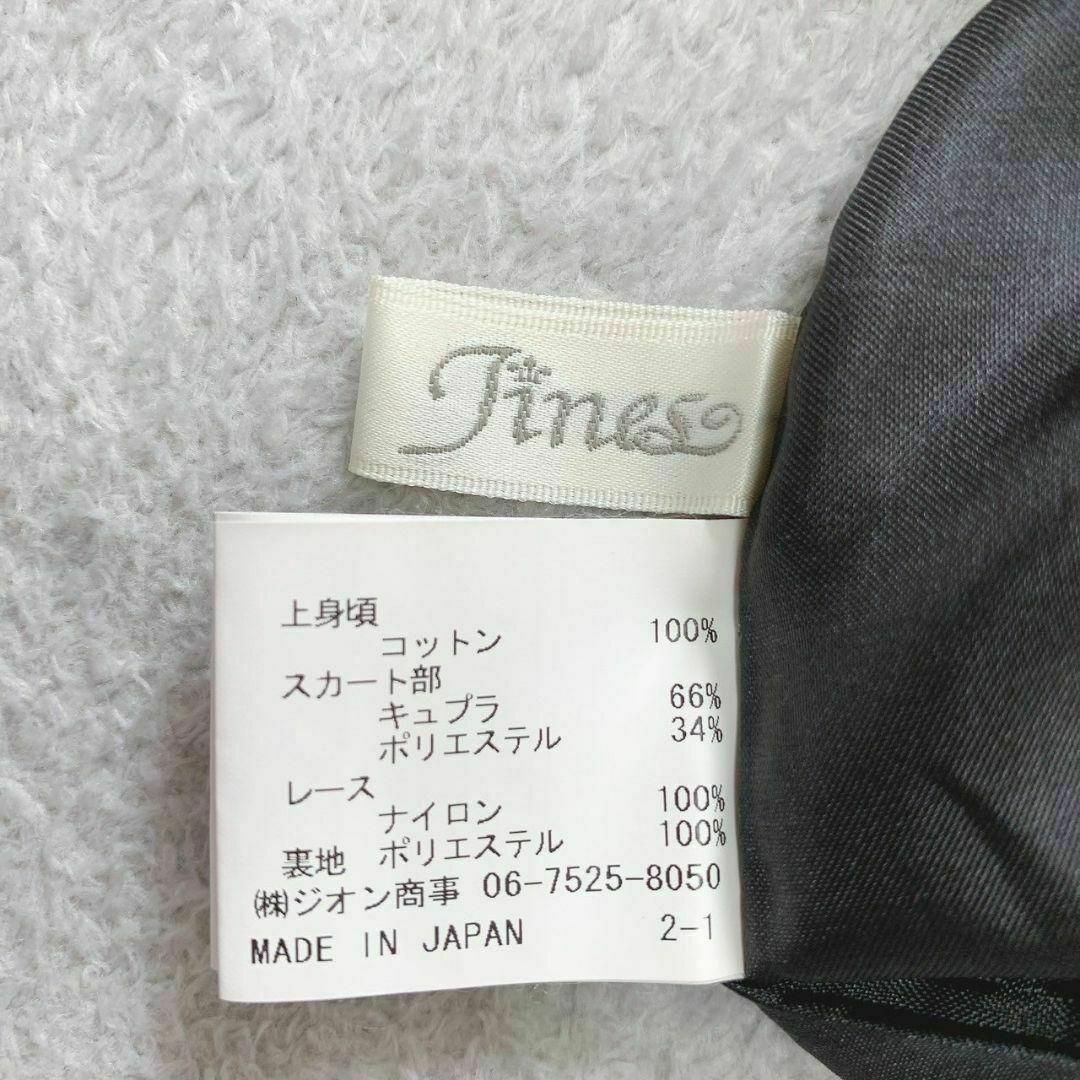 Jines
上身頃
コットン 100%
スカート部
キュプラ 66%
ポリエステル 34%
レース
ナイロン 100%
裏地 ポリエステル 100%
㈱ジオン商事 06-7525-8050
MADE IN JAPAN 2-1